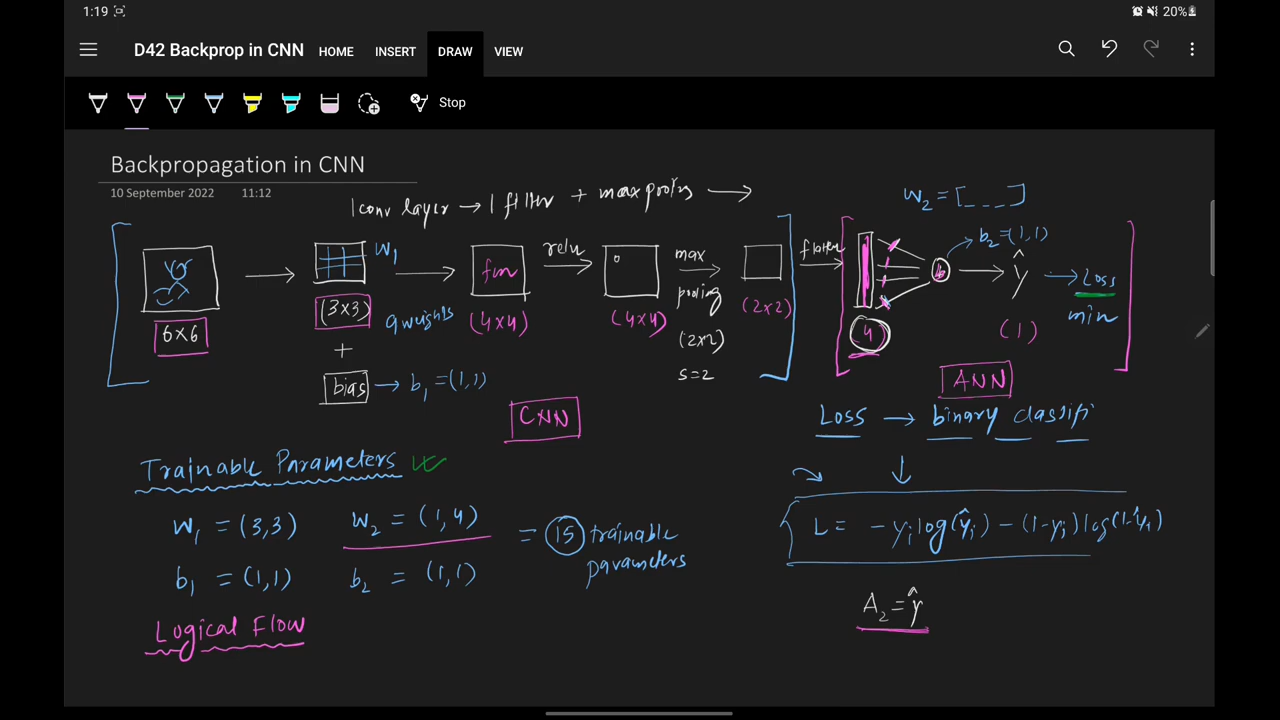 1:19
20%
D42 Backprop in CNN HOME INSERT DRAW VIEW
Stop
Backpropagation in CNN
10 September 2022 11:12
1 conv layer → 1 filter + max pooling →
W₂ = [_ _ _]
b₂ = (1,1)
W₁
relu
max
pooling
(2x2)
s=2
flatten
6x6
(3x3)
9 weights
fm
(4x4)
(4x4)
(2x2)
(4)
ŷ → Loss
min
(1)
+
bias → b₁ = (1,1)
CNN
ANN
Loss → binary classifi
Trainable Parameters
W₁ = (3,3) W₂ = (1,4) = 15 trainable
parameters
b₁ = (1,1) b₂ = (1,1)
L = - yᵢ log(ŷᵢ) - (1-yᵢ) log(1-ŷᵢ)
A₂ = ŷ
Logical Flow